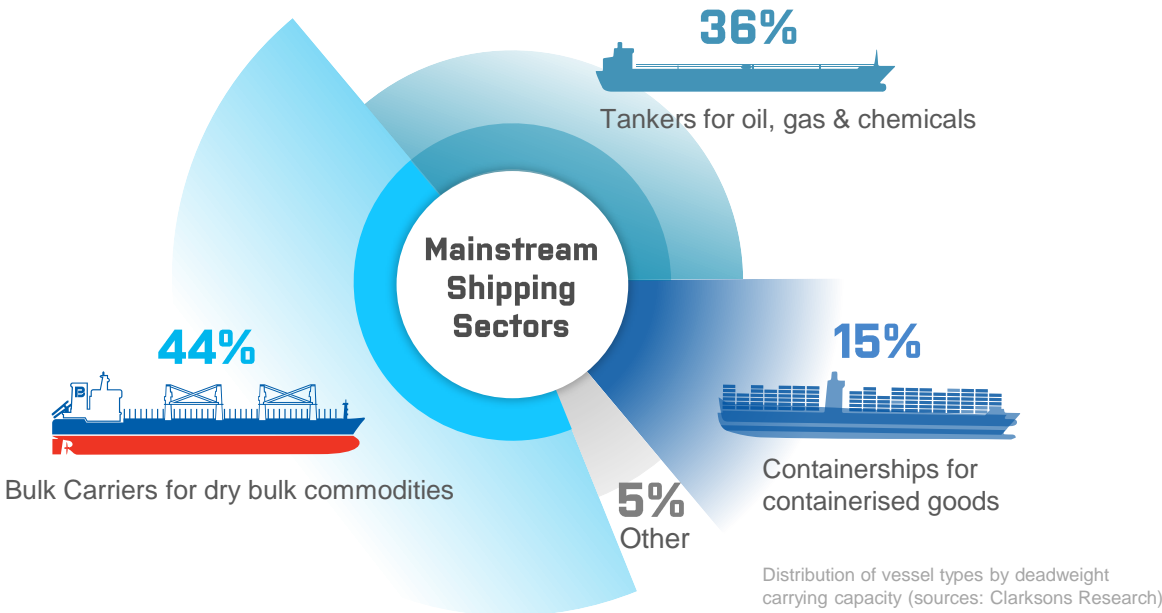 36%
Tankers for oil, gas & chemicals
Mainstream
Shipping
Sectors
44%
Bulk Carriers for dry bulk commodities
15%
Containerships for
containerised goods
5%
Other
Distribution of vessel types by deadweight
carrying capacity (sources: Clarksons Research)